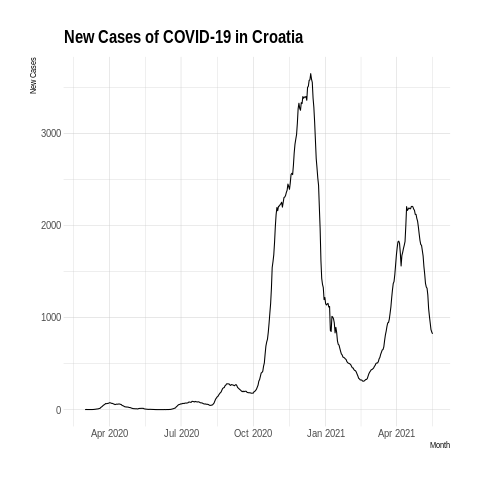 New Cases of COVID-19 in Croatia
New Cases
3000
2000
1000
0
Apr 2020
Jul 2020
Oct 2020
Jan 2021
Apr 2021
Month